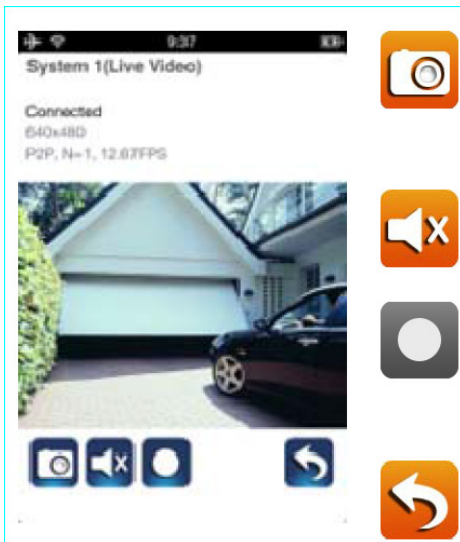 9:37
System 1(Live Video)
Connected
640x480
P2P, N=1, 12.67FPS